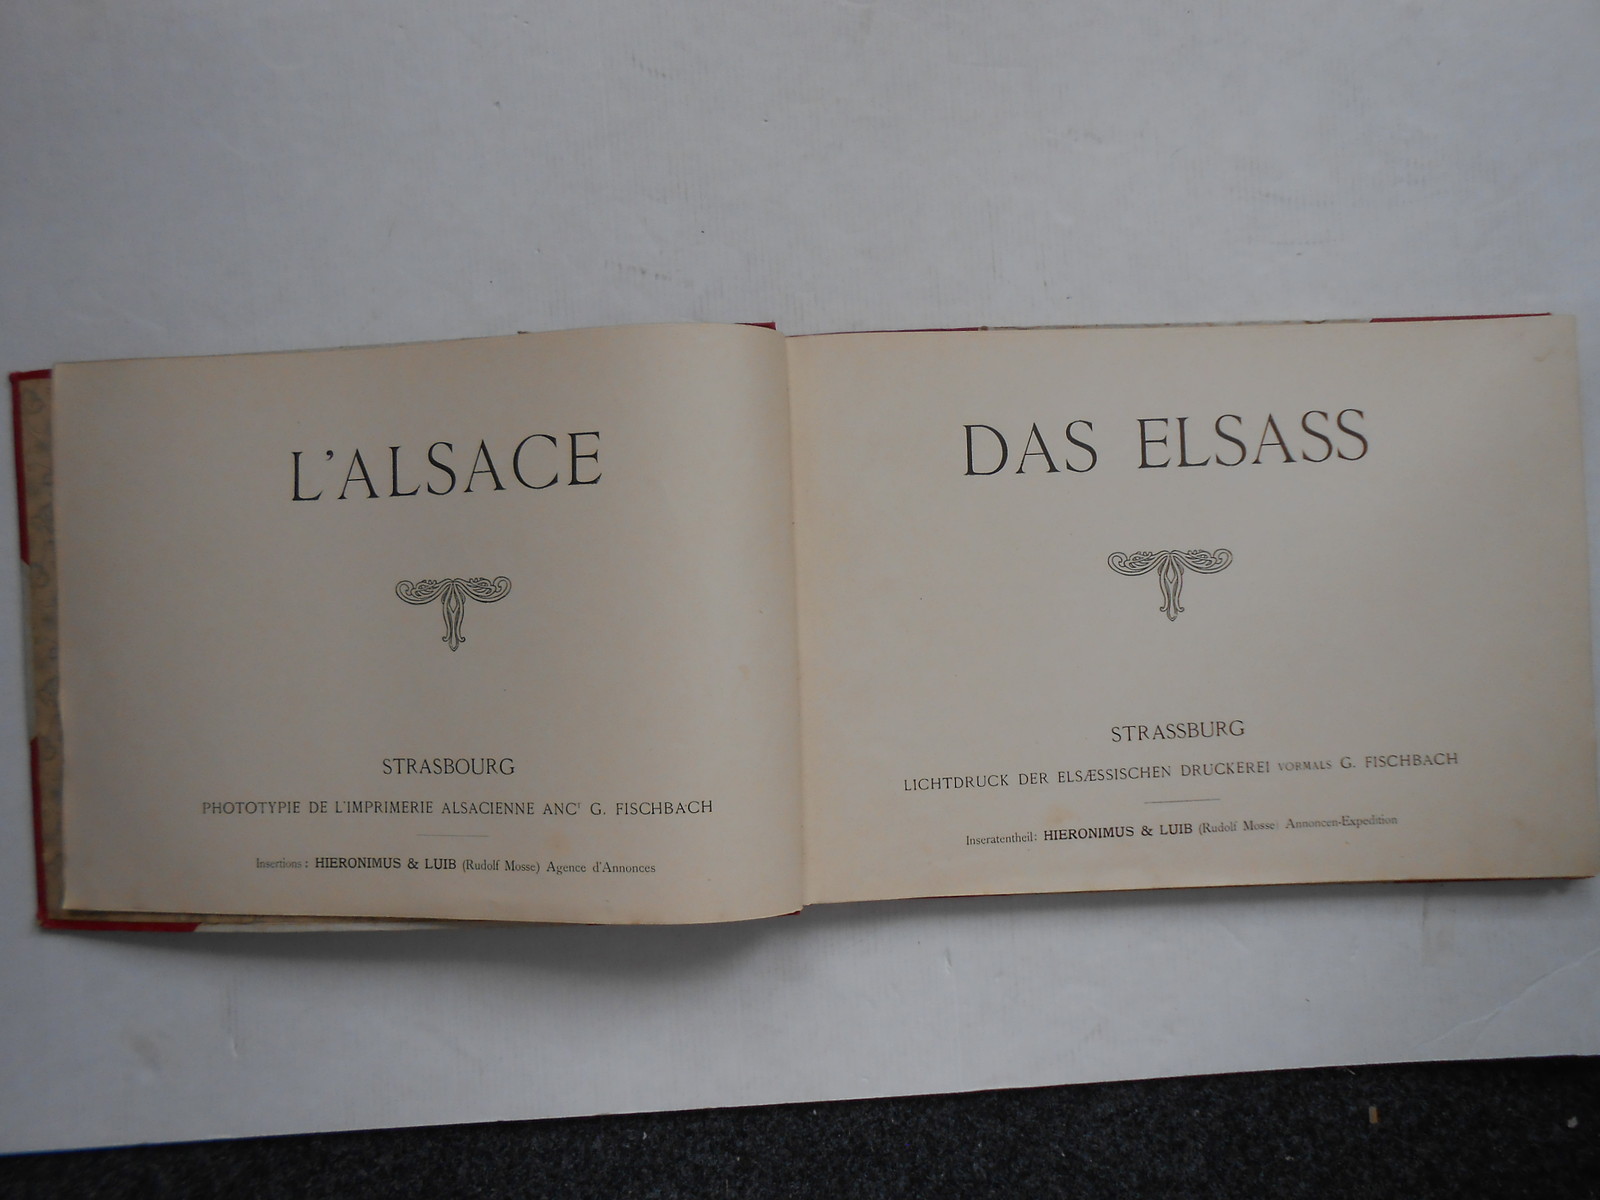 L'ALSACE
STRASBOURG
PHOTOTYPIE DE L'IMPRIMERIE ALSACIENNE ANCᵗ G. FISCHBACH
Insertions: HIERONIMUS & LUIB (Rudolf Mosse) Agence d'Annonces
DAS ELSASS
STRASSBURG
LICHTDRUCK DER ELSÆSSISCHEN DRUCKEREI VORMALS G. FISCHBACH
Inseratentheil: HIERONIMUS & LUIB (Rudolf Mosse) Annoncen-Expedition